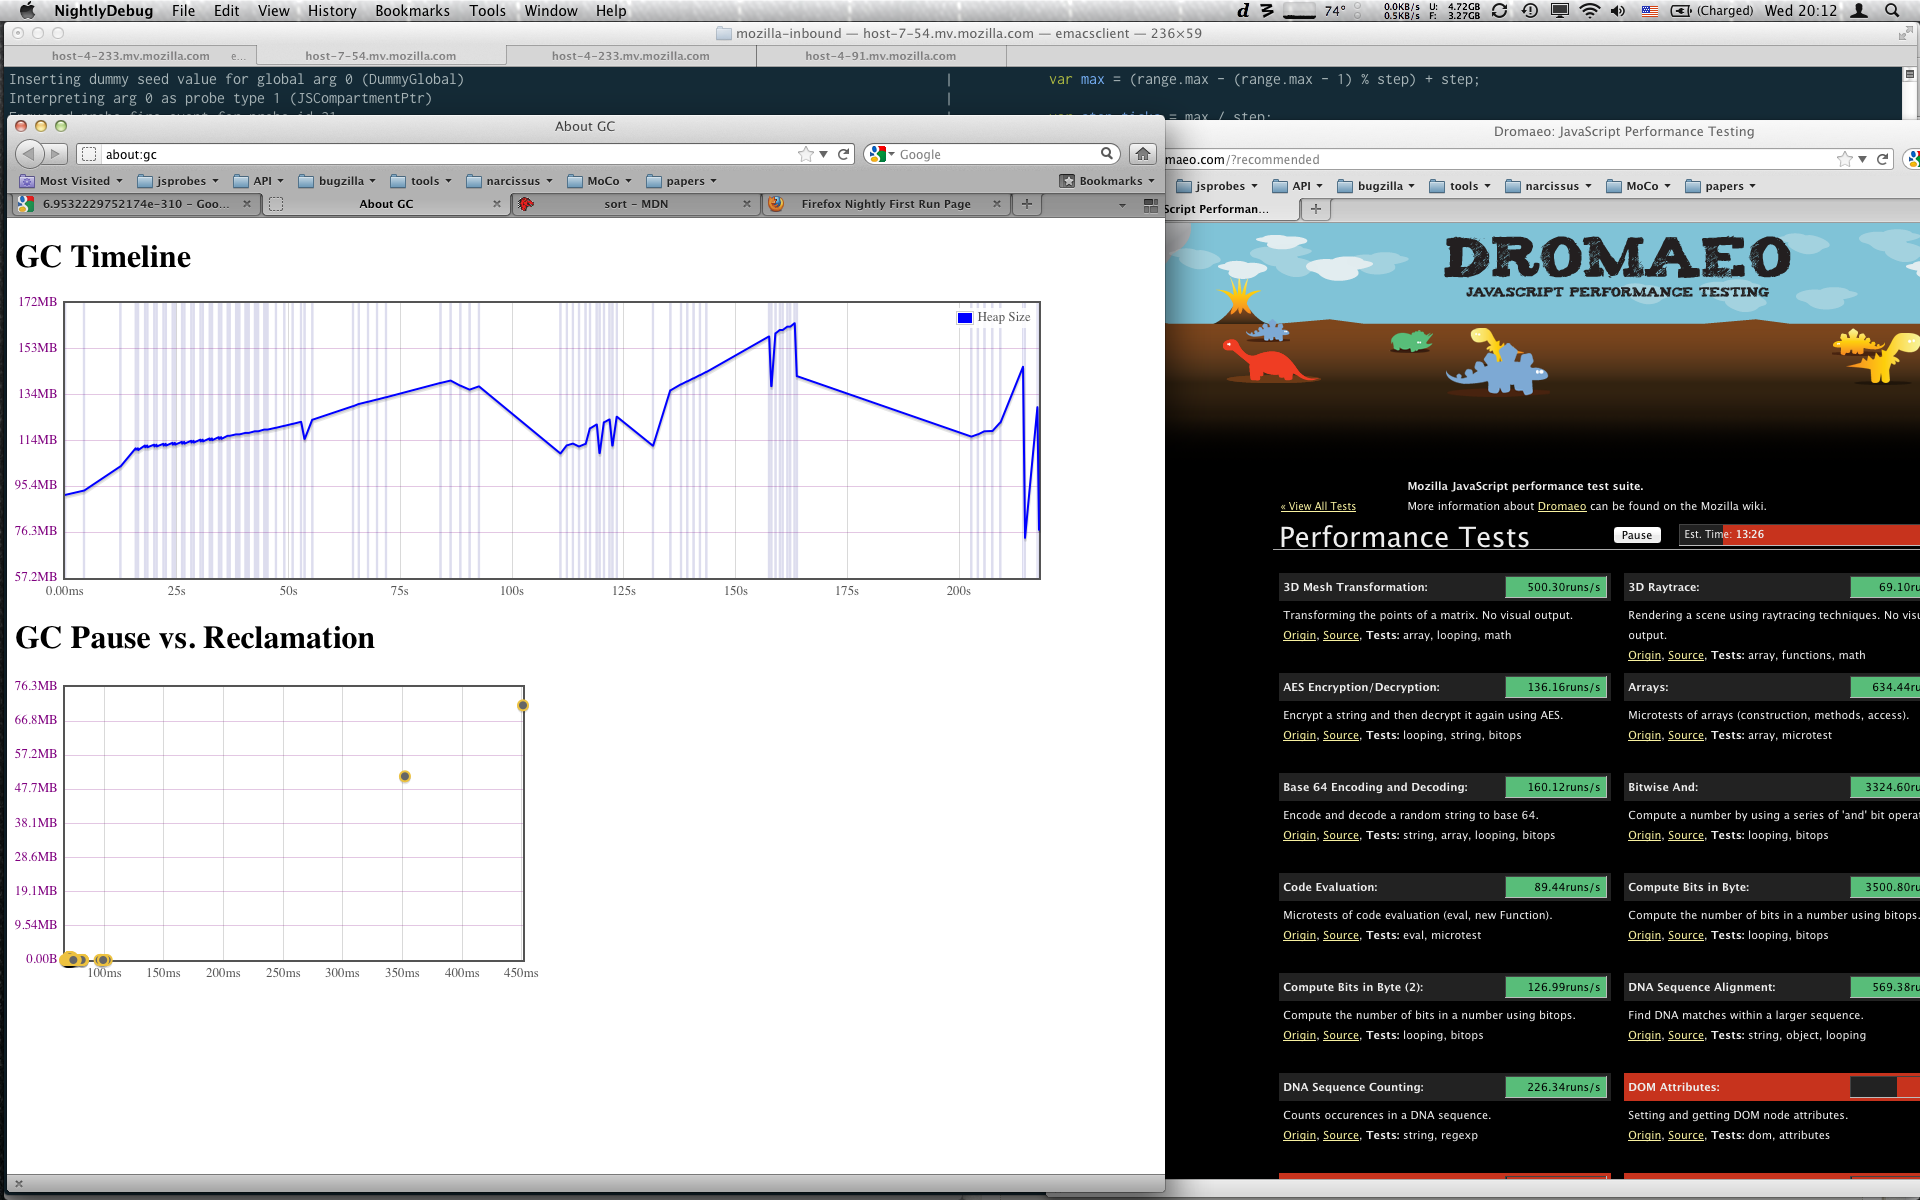 NightlyDebug File Edit View History Bookmarks Tools Window Help
74° 0.0KB/s 0.5KB/s U: 4.72GB F: 3.27GB (Charged) Wed 20:12
mozilla-inbound — host-7-54.mv.mozilla.com — emacsclient — 236×59
host-4-233.mv.mozilla.com e... host-7-54.mv.mozilla.com host-4-233.mv.mozilla.com host-4-91.mv.mozilla.com
Inserting dummy seed value for global arg 0 (DummyGlobal) |
Interpreting arg 0 as probe type 1 (JSCompartmentPtr) |
var max = (range.max - (range.max - 1) % step) + step;
= max / step;
About GC
about:gc
Google
Most Visited jsprobes API bugzilla tools narcissus MoCo papers Bookmarks
6.9532229752174e-310 - Goo... About GC sort - MDN Firefox Nightly First Run Page
GC Timeline
172MB
153MB
134MB
114MB
95.4MB
76.3MB
57.2MB
Heap Size
0.00ms 25s 50s 75s 100s 125s 150s 175s 200s
GC Pause vs. Reclamation
76.3MB
66.8MB
57.2MB
47.7MB
38.1MB
28.6MB
19.1MB
9.54MB
0.00B
100ms 150ms 200ms 250ms 300ms 350ms 400ms 450ms
Dromaeo: JavaScript Performance Testing
maeo.com/?recommended
jsprobes API bugzilla tools narcissus MoCo papers
Script Performan...
DROMAEO
JAVASCRIPT PERFORMANCE TESTING
Mozilla JavaScript performance test suite.
« View All Tests
More information about Dromaeo can be found on the Mozilla wiki.
Performance Tests
Pause
Est. Time: 13:26
3D Mesh Transformation: 500.30runs/s
Transforming the points of a matrix. No visual output.
Origin, Source, Tests: array, looping, math
3D Raytrace: 69.10ru
Rendering a scene using raytracing techniques. No visu
output.
Origin, Source, Tests: array, functions, math
AES Encryption/Decryption: 136.16runs/s
Encrypt a string and then decrypt it again using AES.
Origin, Source, Tests: looping, string, bitops
Arrays: 634.44ru
Microtests of arrays (construction, methods, access).
Origin, Source, Tests: array, microtest
Base 64 Encoding and Decoding: 160.12runs/s
Encode and decode a random string to base 64.
Origin, Source, Tests: string, array, looping, bitops
Bitwise And: 3324.60ru
Compute a number by using a series of 'and' bit operat
Origin, Source, Tests: looping, bitops
Code Evaluation: 89.44runs/s
Microtests of code evaluation (eval, new Function).
Origin, Source, Tests: eval, microtest
Compute Bits in Byte: 3500.80ru
Compute the number of bits in a number using bitops.
Origin, Source, Tests: looping, bitops
Compute Bits in Byte (2): 126.99runs/s
Compute the number of bits in a number using bitops.
Origin, Source, Tests: looping, bitops
DNA Sequence Alignment: 569.38ru
Find DNA matches within a larger sequence.
Origin, Source, Tests: string, object, looping
DNA Sequence Counting: 226.34runs/s
Counts occurences in a DNA sequence.
Origin, Source, Tests: string, regexp
DOM Attributes:
Setting and getting DOM node attributes.
Origin, Source, Tests: dom, attributes